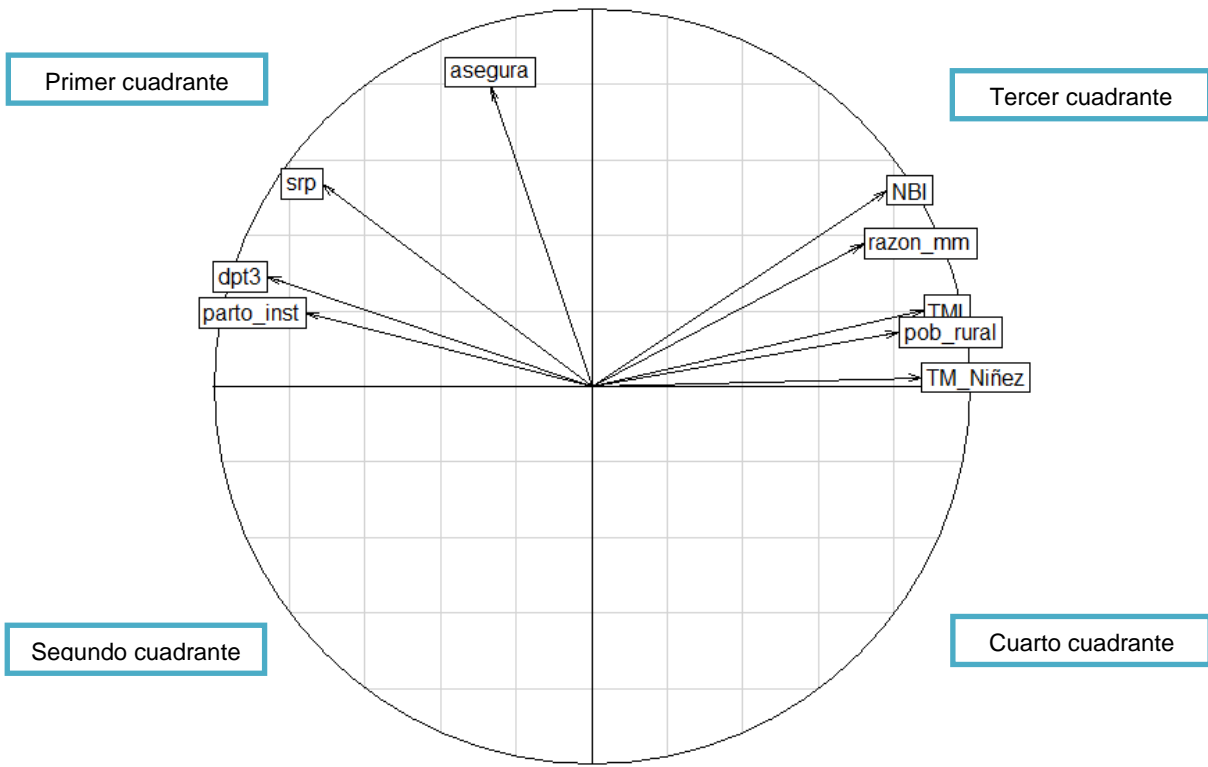 Primer cuadrante
asegura
Tercer cuadrante
srp
NBI
razon_mm
dpt3
parto_inst
TMI
pob_rural
TM_Niñez
Segundo cuadrante
Cuarto cuadrante